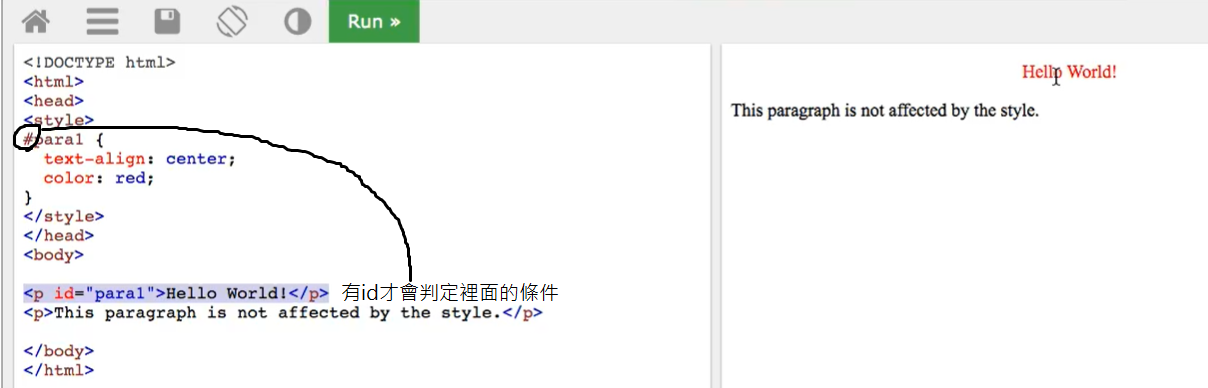 Run »
<!DOCTYPE html>
<html>
<head>
<style>
#para1 {
  text-align: center;
  color: red;
}
</style>
</head>
<body>
<p id="para1">Hello World!</p> 有id才會判定裡面的條件
<p>This paragraph is not affected by the style.</p>
</body>
</html>
Hello World!
This paragraph is not affected by the style.